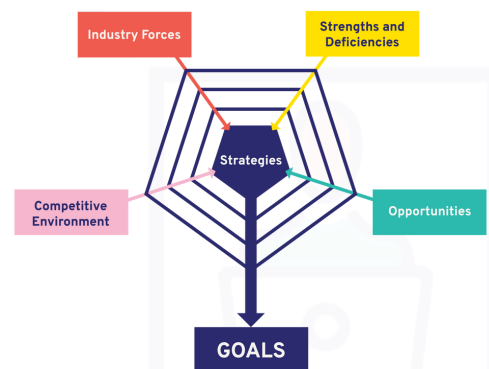 Industry Forces
Strengths and
Deficiencies
Strategies
Competitive
Environment
Opportunities
GOALS